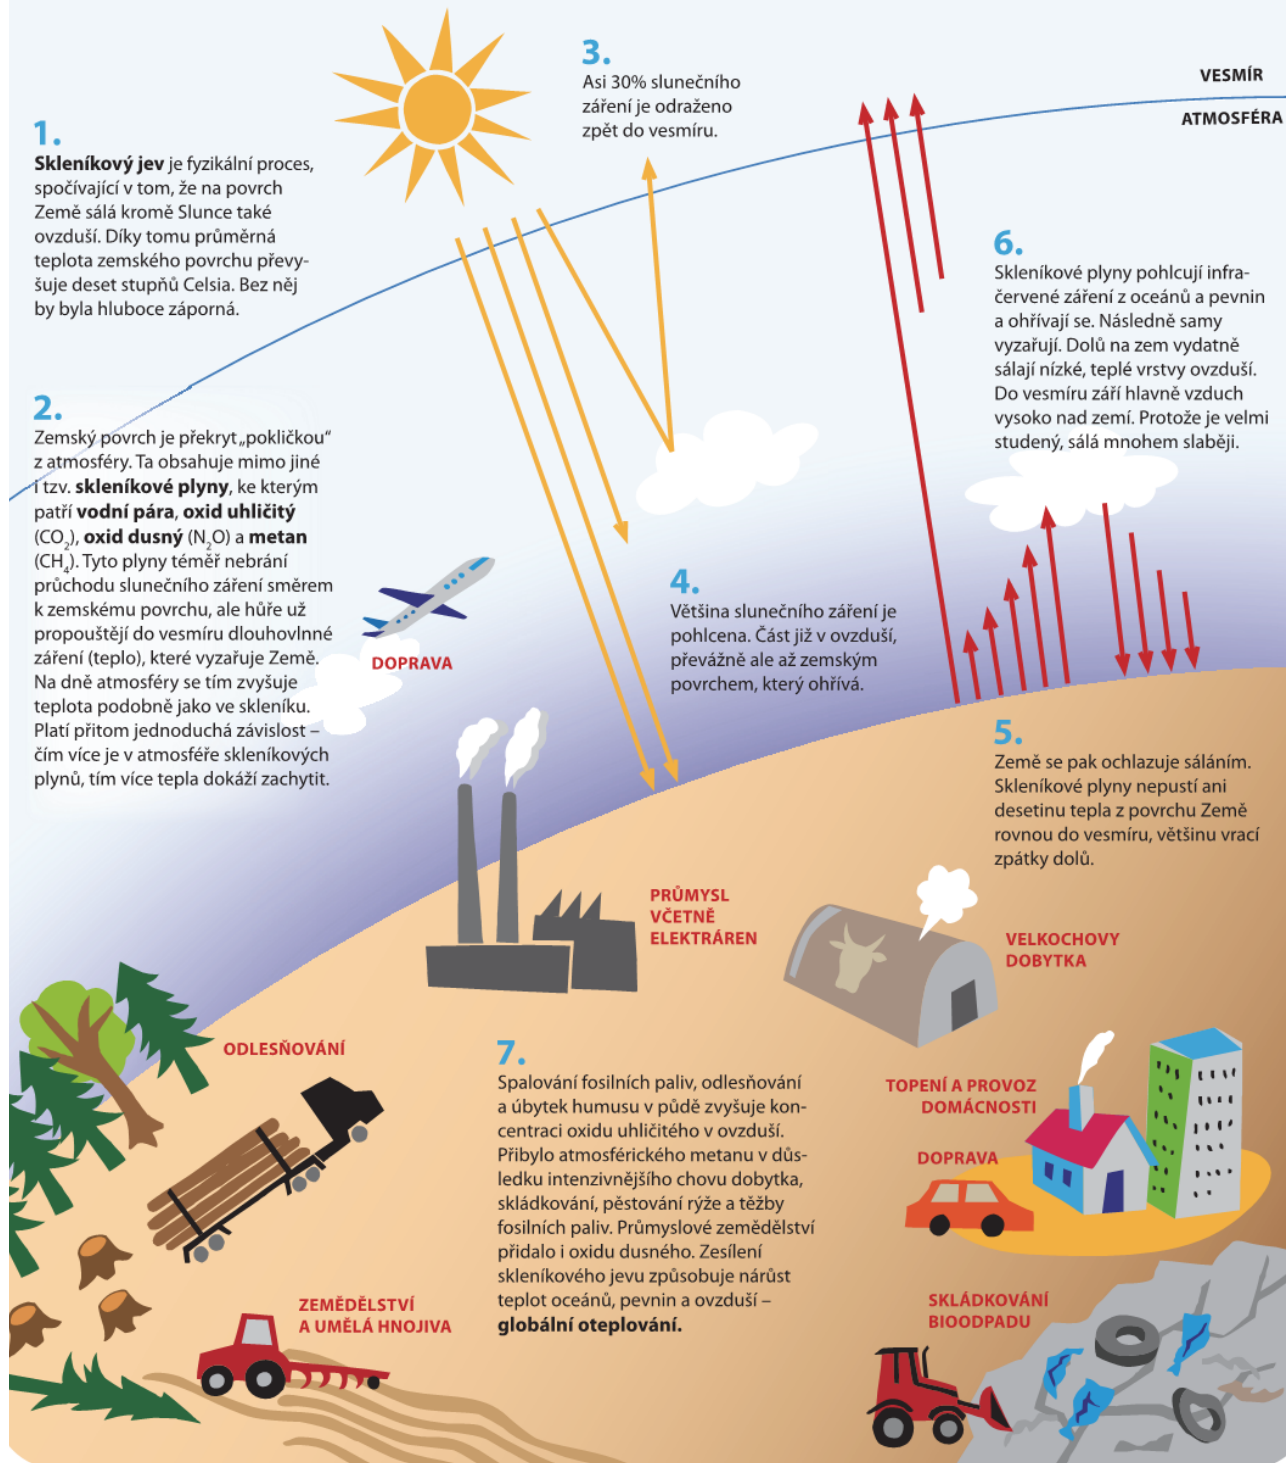 1.
Skleníkový jev je fyzikální proces,
spočívající v tom, že na povrch
Země sálá kromě Slunce také
ovzduší. Díky tomu průměrná
teplota zemského povrchu převy-
šuje deset stupňů Celsia. Bez něj
by byla hluboce záporná.
2.
Zemský povrch je překryt „pokličkou“
z atmosféry. Ta obsahuje mimo jiné
i tzv. skleníkové plyny, ke kterým
patří vodní pára, oxid uhličitý
(CO₂), oxid dusný (N₂O) a metan
(CH₄). Tyto plyny téměř nebrání
průchodu slunečního záření směrem
k zemskému povrchu, ale hůře už
propouštějí do vesmíru dlouhovlnné
záření (teplo), které vyzařuje Země.
Na dně atmosféry se tím zvyšuje
teplota podobně jako ve skleníku.
Platí přitom jednoduchá závislost –
čím více je v atmosféře skleníkových
plynů, tím více tepla dokáží zachytit.
3.
Asi 30% slunečního
záření je odraženo
zpět do vesmíru.
VESMÍR
ATMOSFÉRA
4.
Většina slunečního záření je
pohlcena. Část již v ovzduší,
převážně ale až zemským
povrchem, který ohřívá.
6.
Skleníkové plyny pohlcují infra-
červené záření z oceánů a pevnin
a ohřívají se. Následně samy
vyzařují. Dolů na zem vydatně
sálají nízké, teplé vrstvy ovzduší.
Do vesmíru září hlavně vzduch
vysoko nad zemí. Protože je velmi
studený, sálá mnohem slaběji.
5.
Země se pak ochlazuje sáláním.
Skleníkové plyny nepustí ani
desetinu tepla z povrchu Země
rovnou do vesmíru, většinu vrací
zpátky dolů.
DOPRAVA
PRŮMYSL
VČETNĚ
ELEKTRÁREN
VELKOCHOVY
DOBYTKA
ODLESŇOVÁNÍ
7.
Spalování fosilních paliv, odlesňování
a úbytek humusu v půdě zvyšuje kon-
centraci oxidu uhličitého v ovzduší.
Přibylo atmosférického metanu v důs-
ledku intenzivnějšího chovu dobytka,
skládkování, pěstování rýže a těžby
fosilních paliv. Průmyslové zemědělství
přidalo i oxidu dusného. Zesílení
skleníkového jevu způsobuje nárůst
teplot oceánů, pevnin a ovzduší –
globální oteplování.
TOPENÍ A PROVOZ
DOMÁCNOSTI
DOPRAVA
ZEMĚDĚLSTVÍ
A UMĚLÁ HNOJIVA
SKLÁDKOVÁNÍ
BIOODPADU